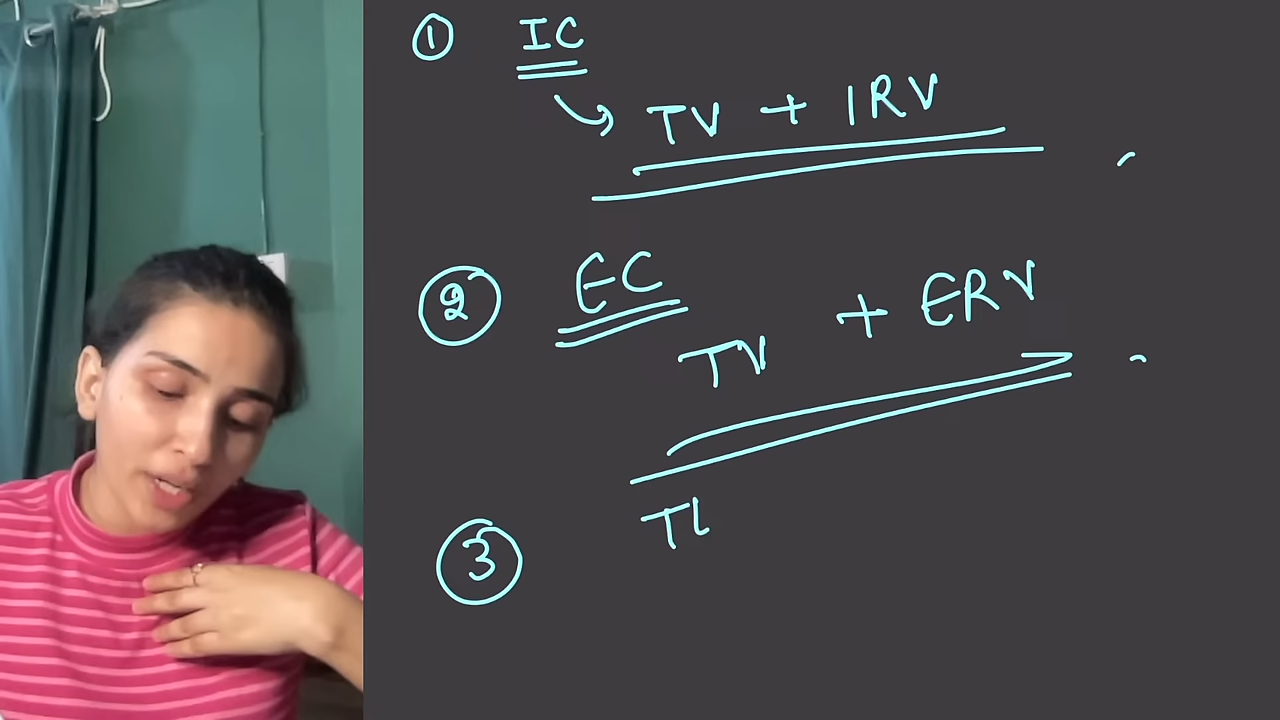 ① IC
→ TV + IRV
② EC
TV + ERV
③ TL